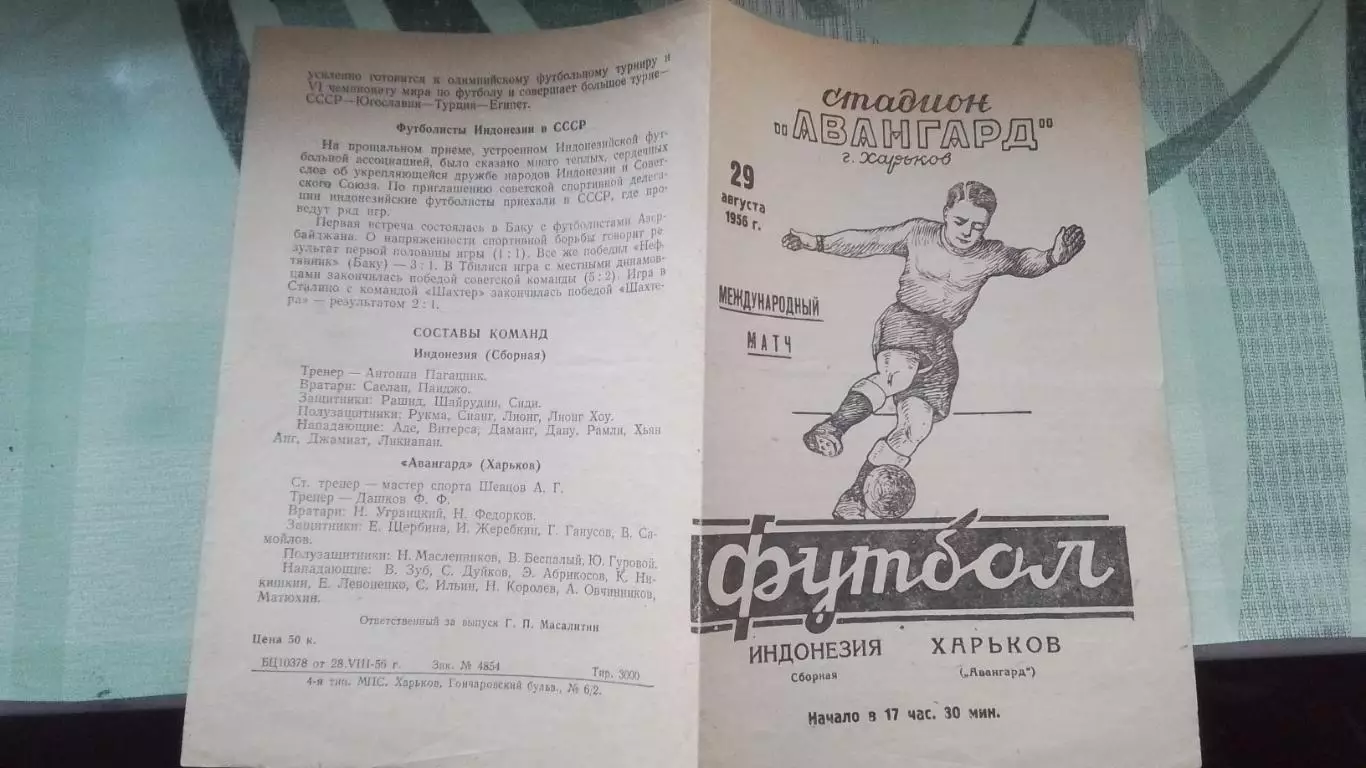 усиленно готовится к олимпийскому футбольному турниру и
VI чемпионату мира по футболу и совершает большое турне—
СССР—Югославия—Турция—Египет.
Футболисты Индонезии в СССР
На прощальном приеме, устроенном Индонезийской фут-
больной ассоциацией, было сказано много теплых, сердечных
слов об укрепляющейся дружбе народов Индонезии и Совет-
ского Союза. По приглашению советской спортивной делега-
ции индонезийские футболисты приехали в СССР, где про-
ведут ряд игр.
Первая встреча состоялась в Баку с футболистами Азер-
байджана. О напряженности спортивной борьбы говорит ре-
зультат первой половины игры (1:1). Все же победил «Неф-
тянник» (Баку) — 3:1. В Тбилиси игра с местными динамов-
цами закончилась победой советской команды (5:2). Игра в
Сталино с командой «Шахтер» закончилась победой «Шахте-
ра» — результатом 2:1.
СОСТАВЫ КОМАНД
Индонезия (Сборная)
Тренер — Антонин Пагацник.
Вратари: Саелан, Панджо.
Защитники: Рашид, Шайрудин, Сиди.
Полузащитники: Рукма, Сианг, Лионг, Лионг Хоу.
Нападающие: Аде, Витерса, Даманг, Дану, Рамли, Хьян
Анг, Джамиат, Ликианан.
«Авангард» (Харьков)
Ст. тренер — мастер спорта Шевцов А. Г.
Тренер — Дашков Ф. Ф.
Вратари: Н. Уграицкий, Н. Федорков.
Защитники: Е. Щербина, И. Жеребкин, Г. Ганусов, В. Са-
мойлов.
Полузащитники: Н. Масленников, В. Беспалый, Ю. Гуровой.
Нападающие: В. Зуб, С. Дуйков, Э. Абрикосов, К. Ни-
кишкин, Е. Левоненко, С. Ильин, Н. Королев, А. Овчинников,
Матюхин.
Ответственный за выпуск Г. П. Масалитин
Цена 50 к.
БЦ10378 от 28.VIII-56 г. Зак. № 4854 Тир. 3000
4-я тип. МПС. Харьков, Гончаровский бульв., № 6/2.
Стадион
"АВАНГАРД"
г. Харьков
29
августа
1956 г.
МЕЖДУНАРОДНЫЙ
МАТЧ
Футбол
ИНДОНЕЗИЯ ХАРЬКОВ
Сборная („Авангард")
Начало в 17 час. 30 мин.